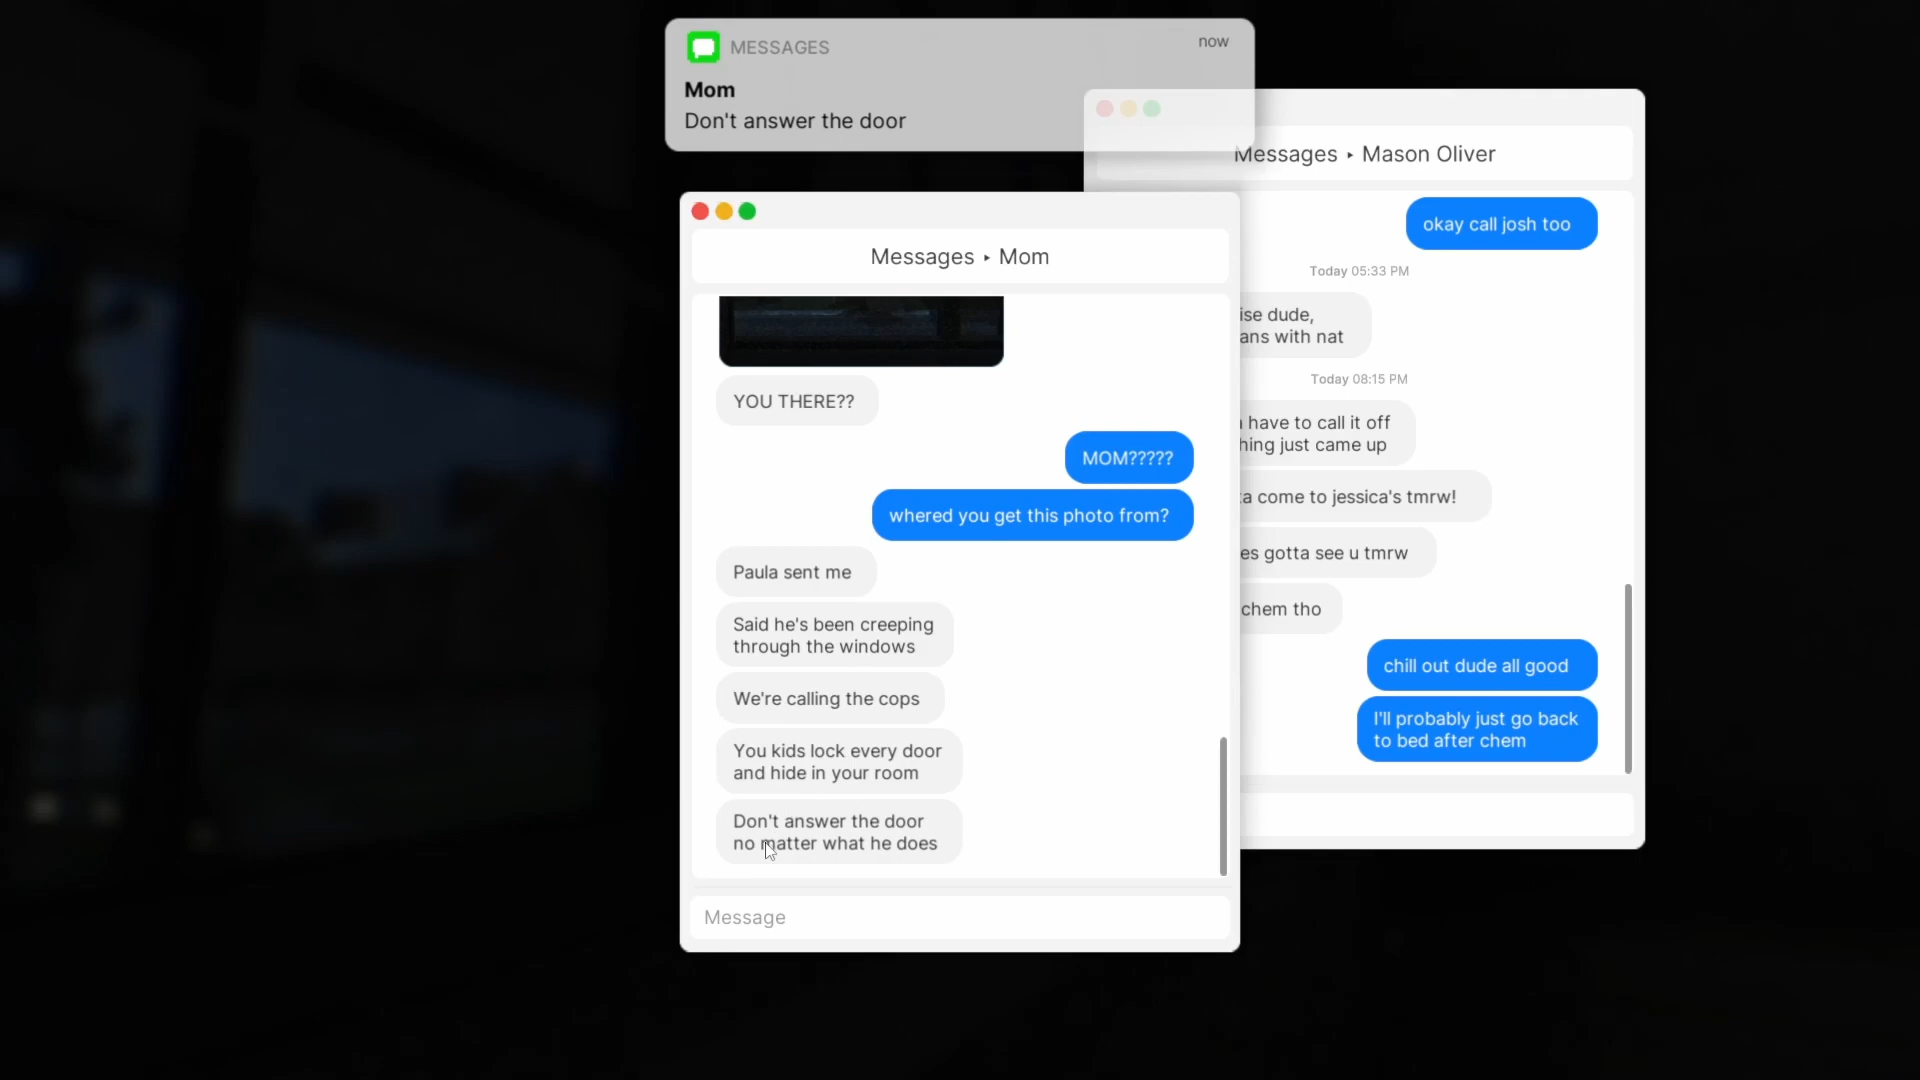 MESSAGES
now
Mom
Don't answer the door
Messages ‣ Mason Oliver
okay call josh too
Today 05:33 PM
dude,
with nat
Today 08:15 PM
have to call it off
just came up
come to jessica's tmrw!
gotta see u tmrw
chem tho
chill out dude all good
I'll probably just go back
to bed after chem
Messages ‣ Mom
YOU THERE??
MOM?????
whered you get this photo from?
Paula sent me
Said he's been creeping
through the windows
We're calling the cops
You kids lock every door
and hide in your room
Don't answer the door
no matter what he does
Message